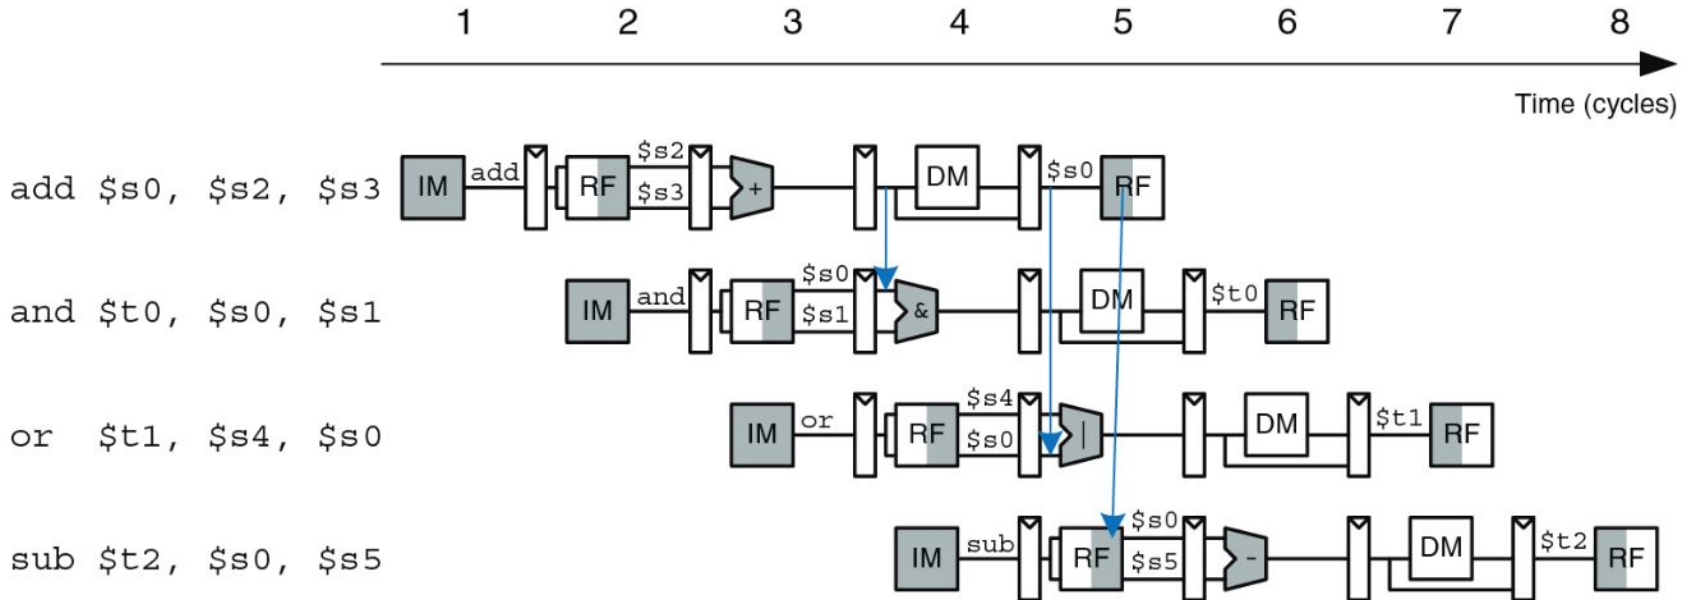 1 2 3 4 5 6 7 8
Time (cycles)
add $s0, $s2, $s3 IM add RF $s2 $s3 + DM $s0 RF
and $t0, $s0, $s1 IM and RF $s0 $s1 & DM $t0 RF
or $t1, $s4, $s0 IM or RF $s4 $s0 | DM $t1 RF
sub $t2, $s0, $s5 IM sub RF $s0 $s5 - DM $t2 RF